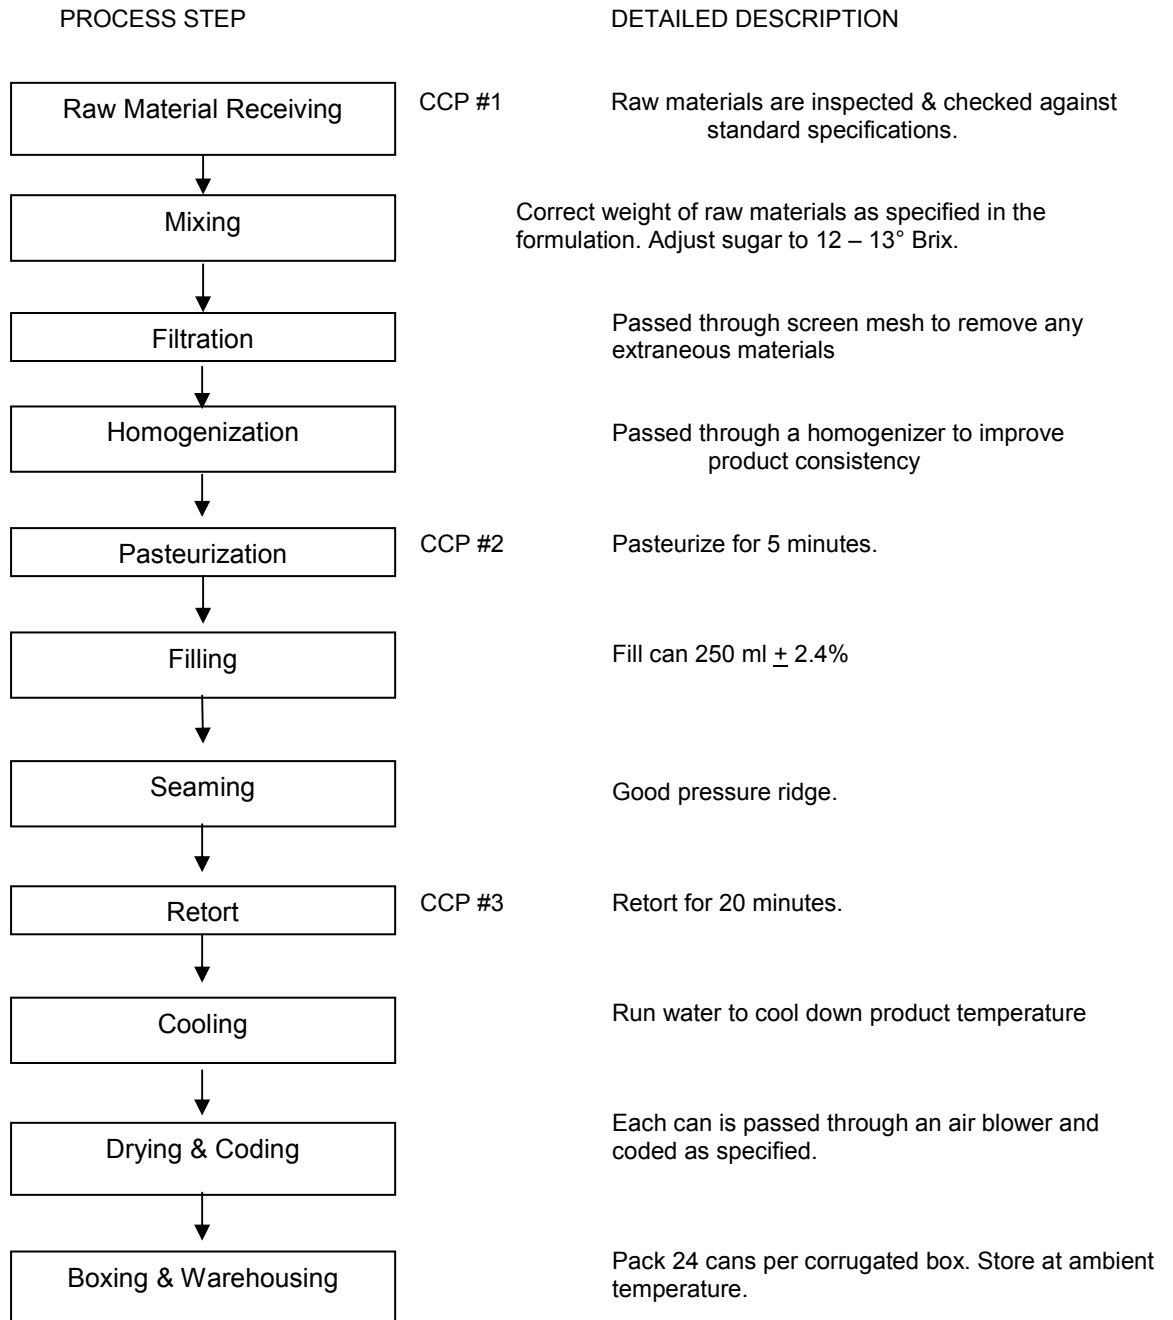 PROCESS STEP
DETAILED DESCRIPTION
Raw Material Receiving
CCP #1
Raw materials are inspected & checked against
standard specifications.
Mixing
Correct weight of raw materials as specified in the
formulation. Adjust sugar to 12 – 13° Brix.
Filtration
Passed through screen mesh to remove any
extraneous materials
Homogenization
Passed through a homogenizer to improve
product consistency
Pasteurization
CCP #2
Pasteurize for 5 minutes.
Filling
Fill can 250 ml ± 2.4%
Seaming
Good pressure ridge.
Retort
CCP #3
Retort for 20 minutes.
Cooling
Run water to cool down product temperature
Drying & Coding
Each can is passed through an air blower and
coded as specified.
Boxing & Warehousing
Pack 24 cans per corrugated box. Store at ambient
temperature.